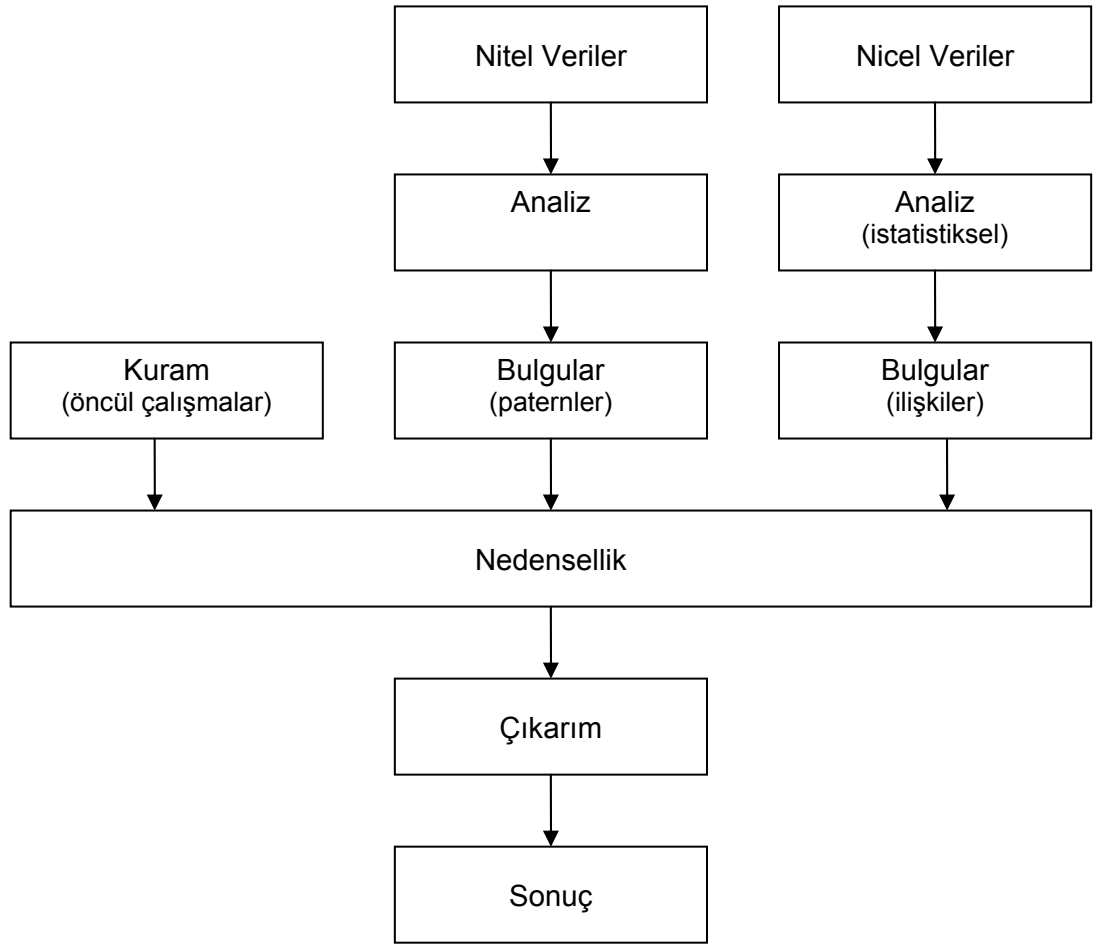 Nitel Veriler
Nicel Veriler
Analiz
Analiz
(istatistiksel)
Kuram
(öncül çalışmalar)
Bulgular
(paternler)
Bulgular
(ilişkiler)
Nedensellik
Çıkarım
Sonuç